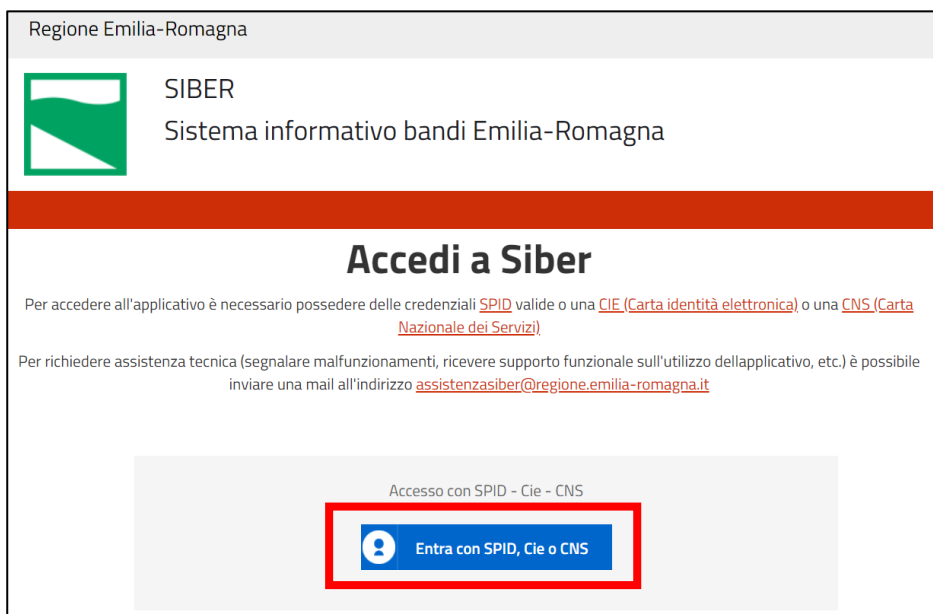 Regione Emilia-Romagna
SIBER
Sistema informativo bandi Emilia-Romagna
Accedi a Siber
Per accedere all'applicativo è necessario possedere delle credenziali SPID valide o una CIE (Carta identità elettronica) o una CNS (Carta
Nazionale dei Servizi)
Per richiedere assistenza tecnica (segnalare malfunzionamenti, ricevere supporto funzionale sull'utilizzo dellapplicativo, etc.) è possibile
inviare una mail all'indirizzo assistenzasiber@regione.emilia-romagna.it
Accesso con SPID - Cie - CNS
Entra con SPID, Cie o CNS